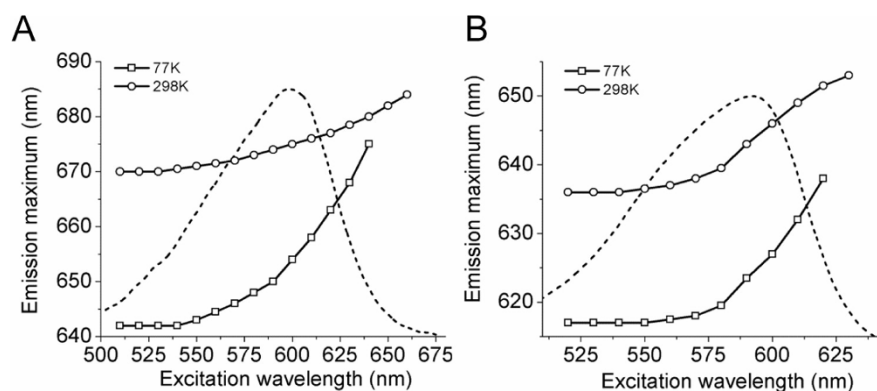 A
Emission maximum (nm)
690
680
670
660
650
640
77K
298K
500 525 550 575 600 625 650 675
Excitation wavelength (nm)
B
Emission maximum (nm)
650
640
630
620
77K
298K
525 550 575 600 625
Excitation wavelength (nm)